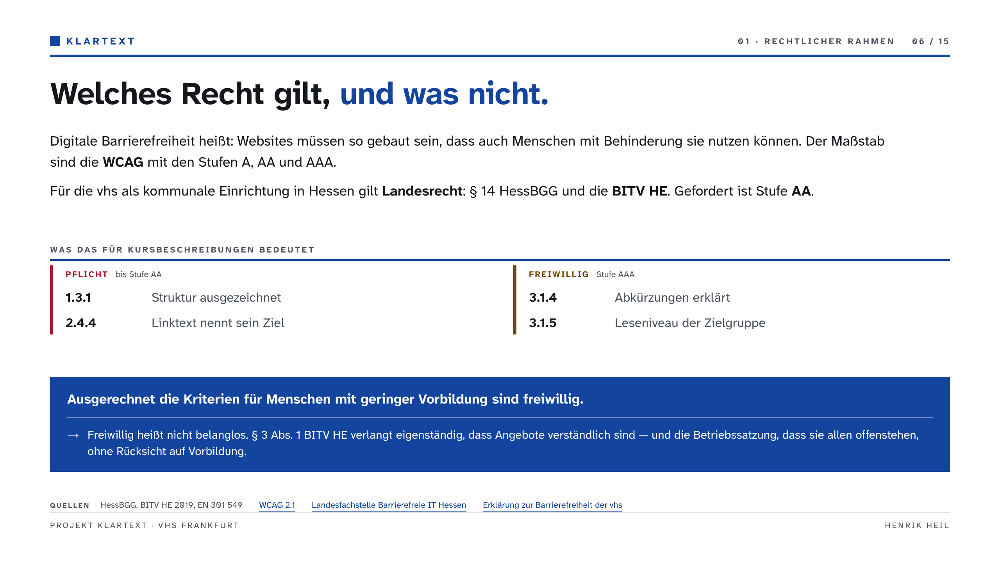 KLARTEXT
01 · RECHTLICHER RAHMEN 06 / 15
Welches Recht gilt, und was nicht.
Digitale Barrierefreiheit heißt: Websites müssen so gebaut sein, dass auch Menschen mit Behinderung sie nutzen können. Der Maßstab
sind die WCAG mit den Stufen A, AA und AAA.
Für die vhs als kommunale Einrichtung in Hessen gilt Landesrecht: § 14 HessBGG und die BITV HE. Gefordert ist Stufe AA.
WAS DAS FÜR KURSBESCHREIBUNGEN BEDEUTET
PFLICHT bis Stufe AA
1.3.1 Struktur ausgezeichnet
2.4.4 Linktext nennt sein Ziel
FREIWILLIG Stufe AAA
3.1.4 Abkürzungen erklärt
3.1.5 Leseniveau der Zielgruppe
Ausgerechnet die Kriterien für Menschen mit geringer Vorbildung sind freiwillig.
→ Freiwillig heißt nicht belanglos. § 3 Abs. 1 BITV HE verlangt eigenständig, dass Angebote verständlich sind — und die Betriebssatzung, dass sie allen offenstehen,
ohne Rücksicht auf Vorbildung.
QUELLEN HessBGG, BITV HE 2019, EN 301 549 · WCAG 2.1 · Landesfachstelle Barrierefreie IT Hessen · Erklärung zur Barrierefreiheit der vhs
PROJEKT KLARTEXT · VHS FRANKFURT
HENRIK HEIL